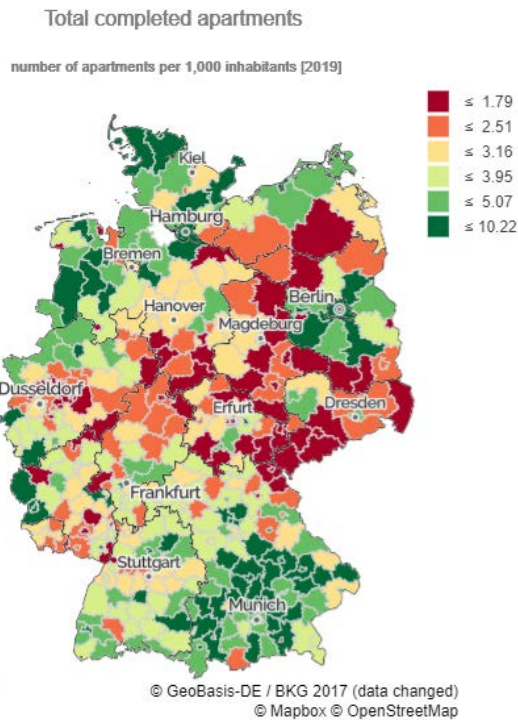 Total completed apartments
number of apartments per 1,000 inhabitants [2019]
≤ 1.79
≤ 2.51
≤ 3.16
≤ 3.95
≤ 5.07
≤ 10.22
Kiel
Hamburg
Bremen
Hanover
Berlin
Magdeburg
Dusseldorf
Erfurt
Dresden
Frankfurt
Stuttgart
Munich
© GeoBasis-DE / BKG 2017 (data changed)
© Mapbox © OpenStreetMap